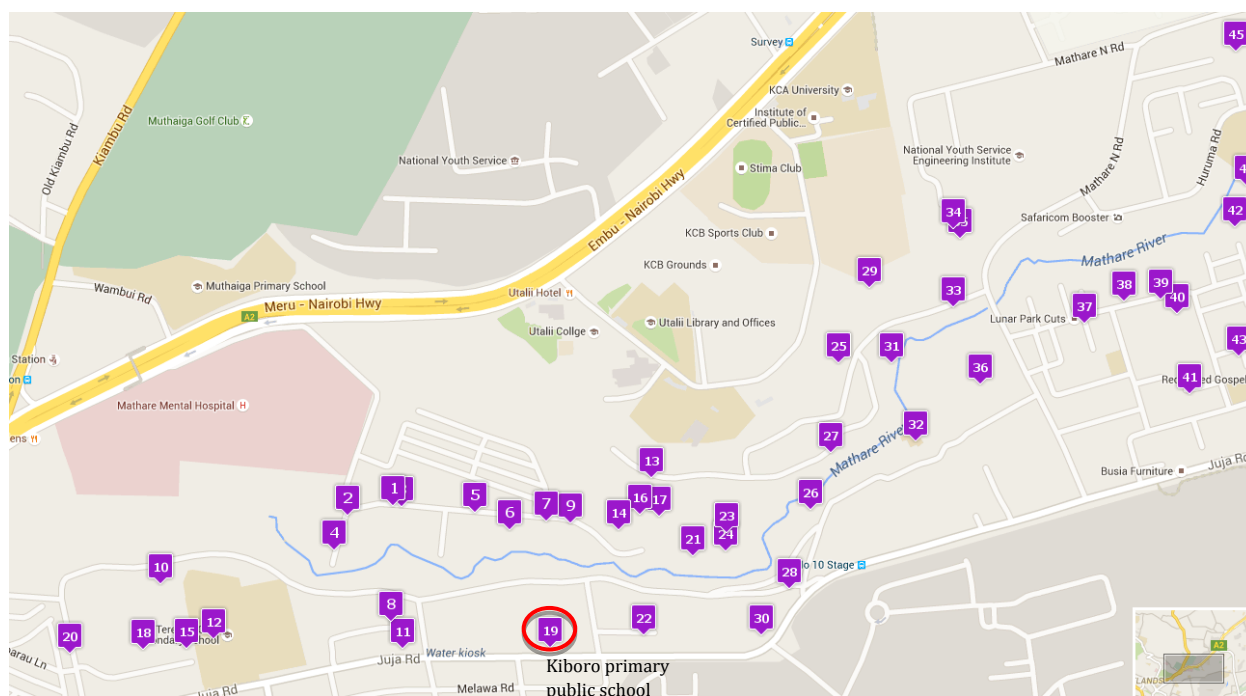 Survey
45
Mathare N Rd
KCA University
Kiambu Rd
Old Kiambu Rd
Muthaiga Golf Club
Institute of
Certified Public...
National Youth Service
National Youth Service
Engineering Institute
Stima Club
Mathare N Rd
Huruma Rd
Embu - Nairobi Hwy
34
42
Safaricom Booster
KCB Sports Club
Mathare River
KCB Grounds
29
Muthaiga Primary School
Wambui Rd
Meru - Nairobi Hwy
A2
Utalii Hotel
33
38
39
40
37
Lunar Park Cuts
Utalii Library and Offices
Utalii Collge
25
31
43
Station
36
41
Mathare Mental Hospital
32
27
Mathare River
13
Busia Furniture
Juja Rd
1
2
5
7
9
6
16
17
14
26
23
24
21
4
10
28
10 Stage
8
12
11
20
18
15
19
22
30
Juja Rd
Water kiosk
Kiboro primary
public school
Juja Rd
Melawa Rd
A2